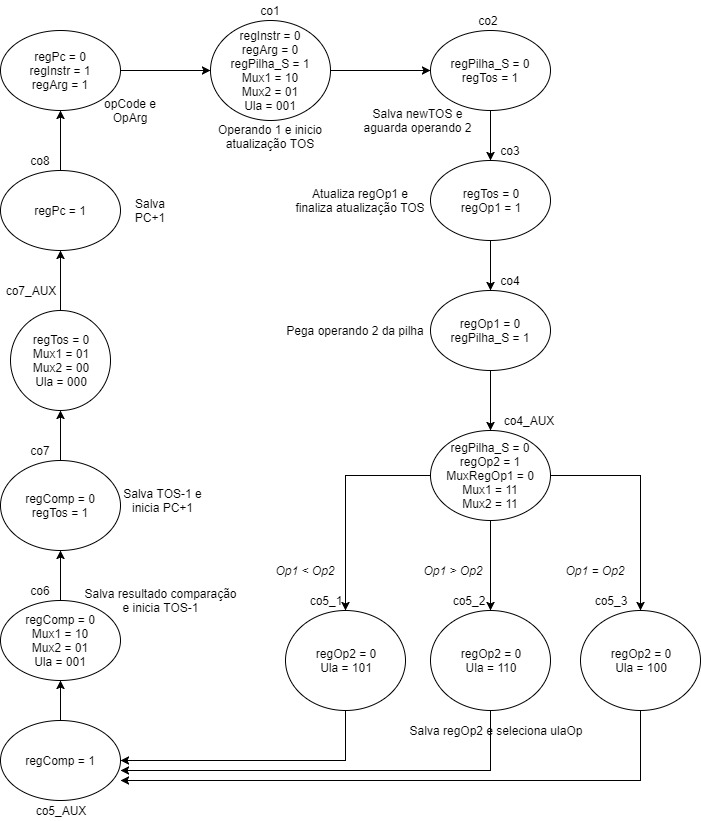 co1
regInstr = 0
regArg = 0
regPilha_S = 1
Mux1 = 10
Mux2 = 01
Ula = 001
Operando 1 e inicio
atualização TOS
co2
regPilha_S = 0
regTos = 1
Salva newTOS e
aguarda operando 2
regPc = 0
regInstr = 1
regArg = 1
opCode e
OpArg
co3
regTos = 0
regOp1 = 1
Atualiza regOp1 e
finaliza atualização TOS
co8
regPc = 1
Salva
PC+1
co4
regOp1 = 0
regPilha_S = 1
Pega operando 2 da pilha
co7_AUX
regTos = 0
Mux1 = 01
Mux2 = 00
Ula = 000
co4_AUX
regPilha_S = 0
regOp2 = 1
MuxRegOp1 = 0
Mux1 = 11
Mux2 = 11
co7
regComp = 0
regTos = 1
Salva TOS-1 e
inicia PC+1
Op1 < Op2
Op1 > Op2
Op1 = Op2
co6
regComp = 0
Mux1 = 10
Mux2 = 01
Ula = 001
Salva resultado comparação
e inicia TOS-1
co5_1
regOp2 = 0
Ula = 101
co5_2
regOp2 = 0
Ula = 110
co5_3
regOp2 = 0
Ula = 100
Salva regOp2 e seleciona ulaOp
regComp = 1
co5_AUX